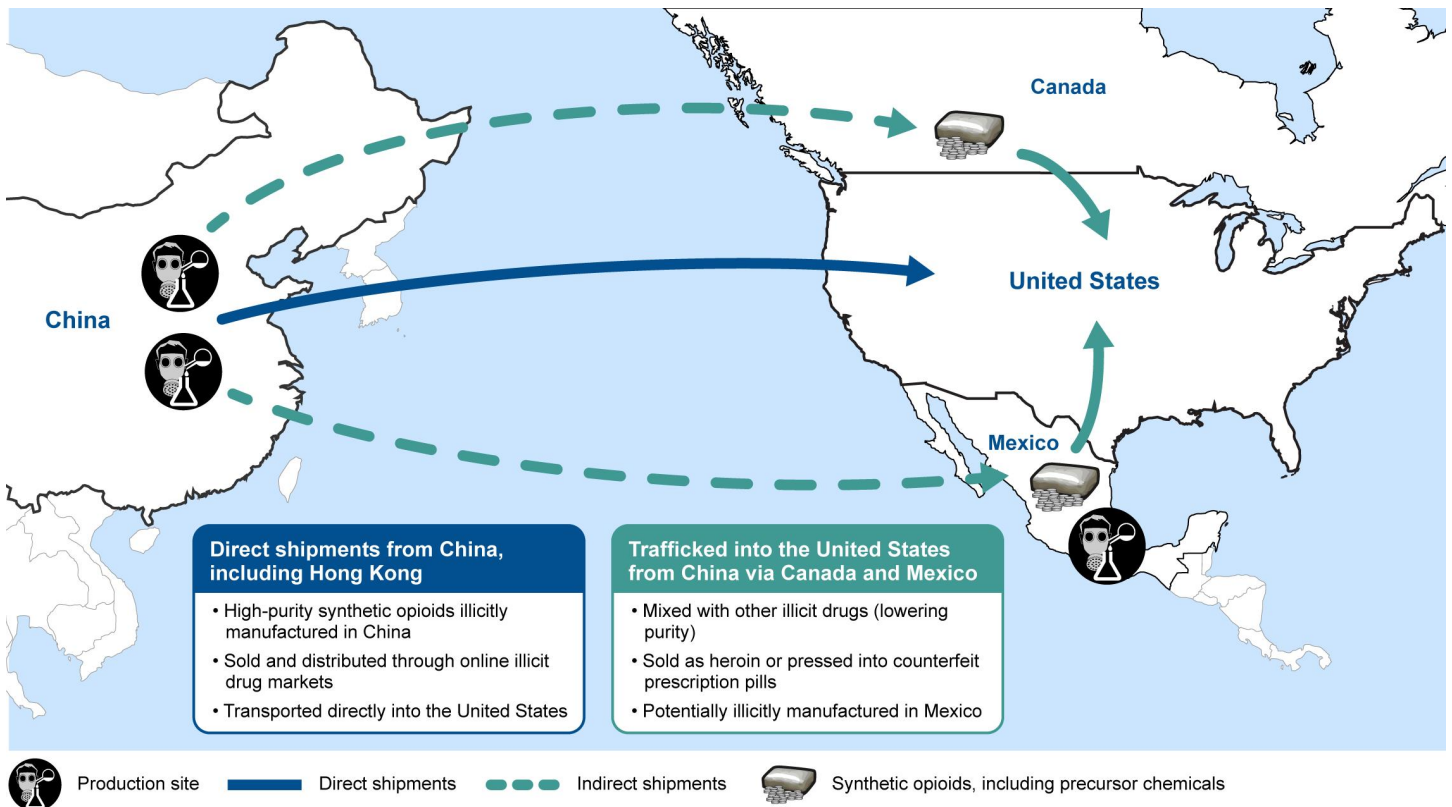 Canada
United States
China
Mexico
Direct shipments from China,
including Hong Kong
• High-purity synthetic opioids illicitly
manufactured in China
• Sold and distributed through online illicit
drug markets
• Transported directly into the United States
Trafficked into the United States
from China via Canada and Mexico
• Mixed with other illicit drugs (lowering
purity)
• Sold as heroin or pressed into counterfeit
prescription pills
• Potentially illicitly manufactured in Mexico
Production site
Direct shipments
Indirect shipments
Synthetic opioids, including precursor chemicals